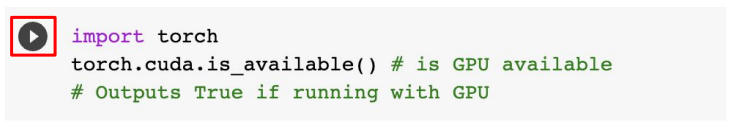 import torch
torch.cuda.is_available() # is GPU available
# Outputs True if running with GPU